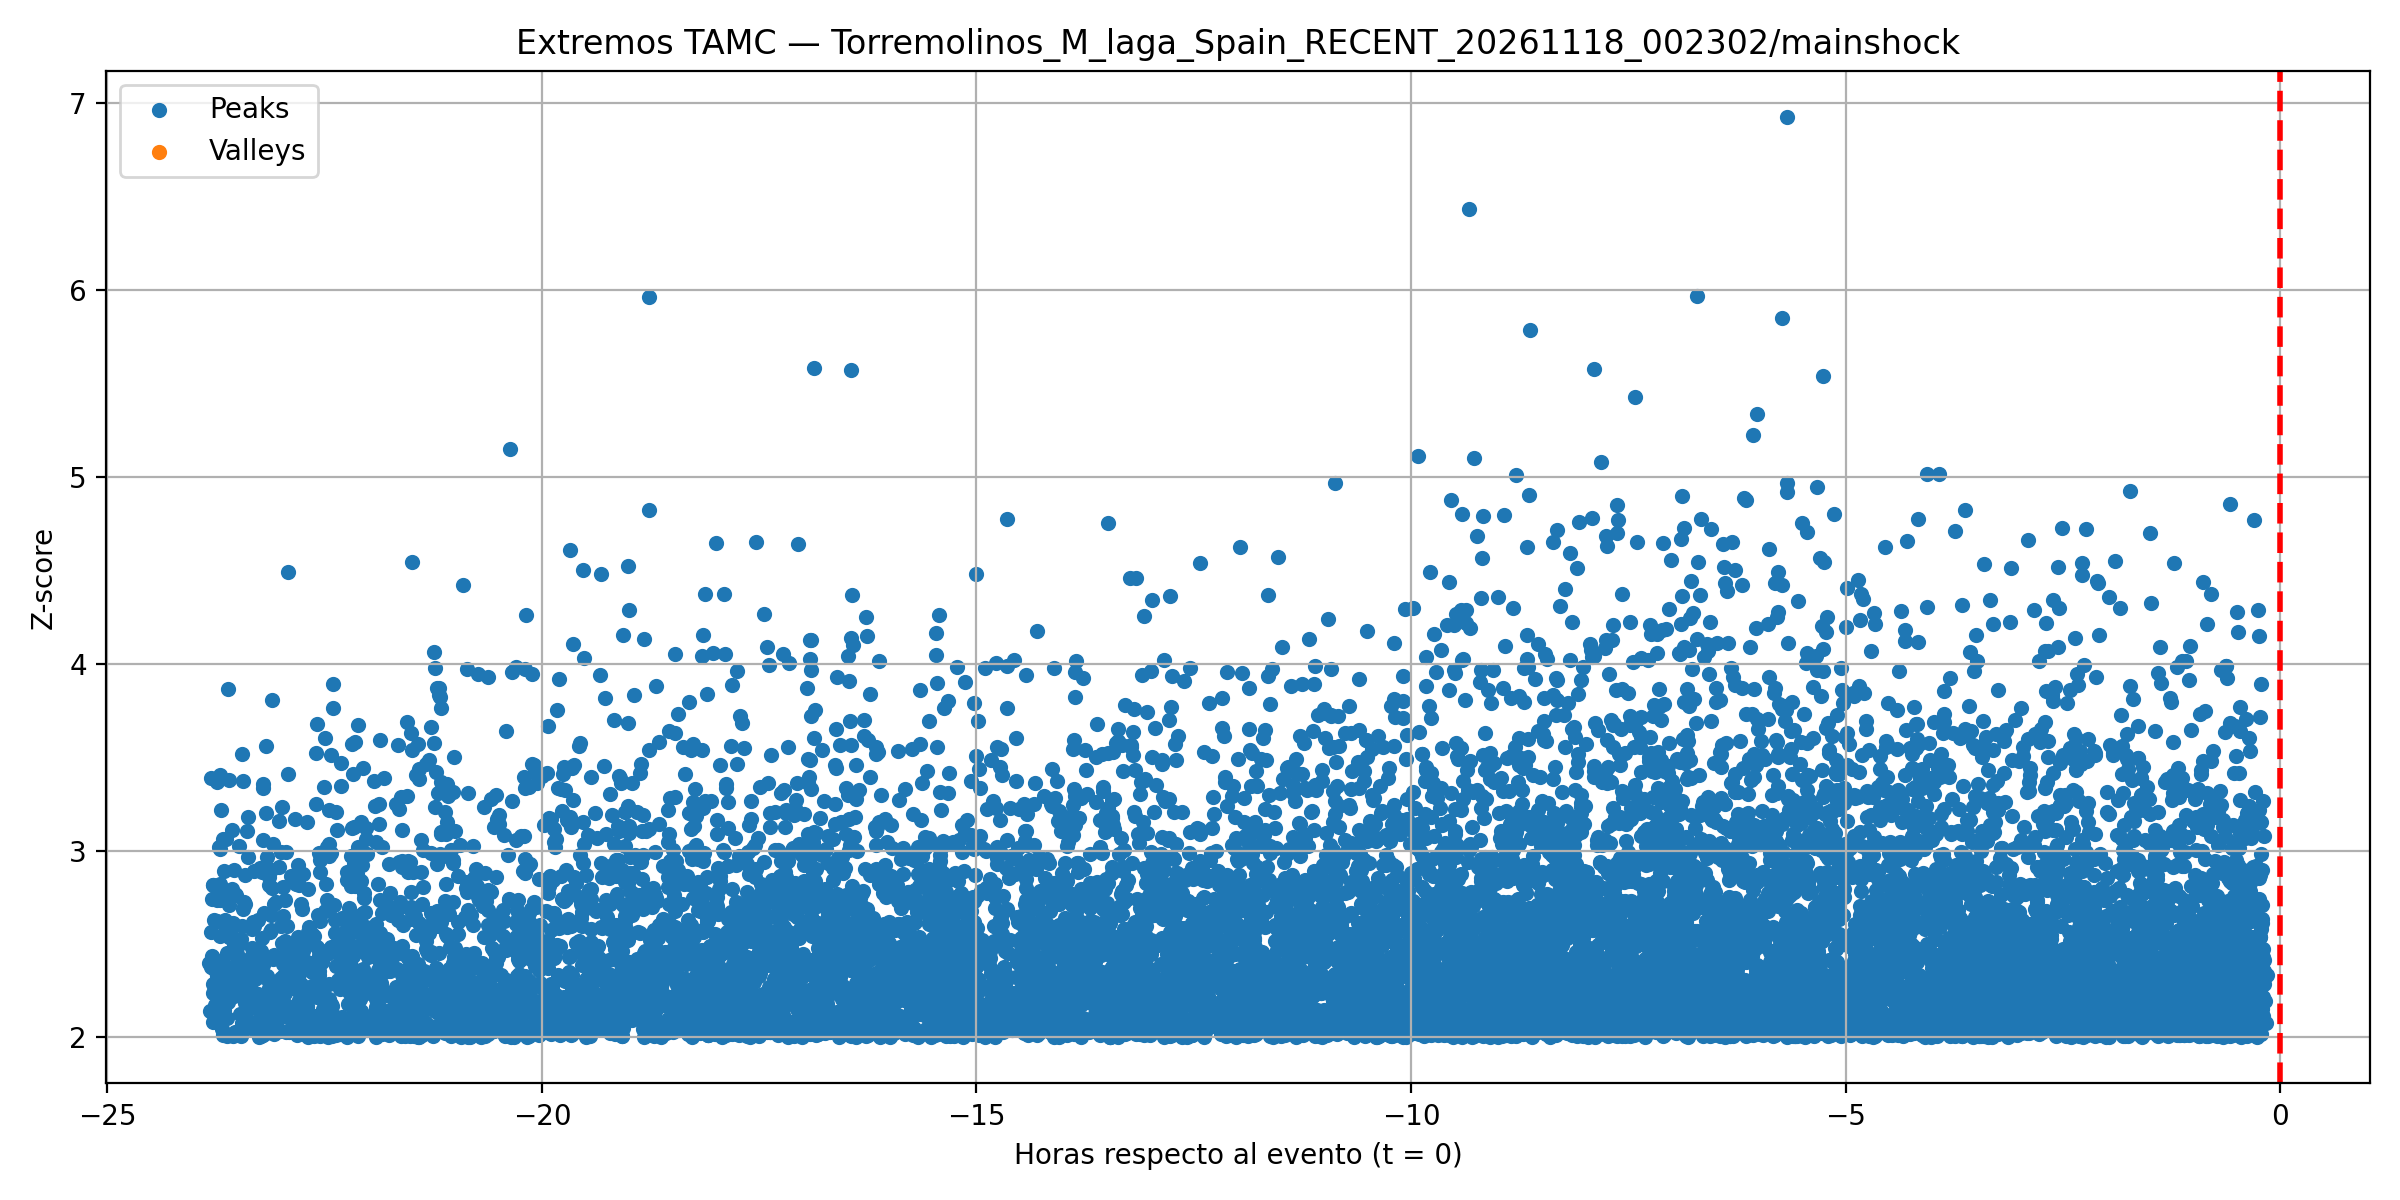 Extremos TAMC — Torremolinos_M_laga_Spain_RECENT_20261118_002302/mainshock
Peaks
Valleys
7
6
5
4
3
2
Z-score
−25
−20
−15
−10
−5
0
Horas respecto al evento (t = 0)